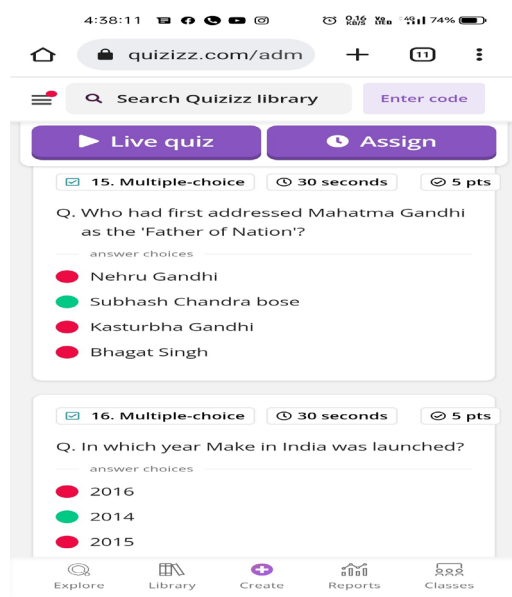 4:38:11
0.16 KB/S
4G
74%
quizizz.com/adm
11
Search Quizizz library
Enter code
Live quiz
Assign
15. Multiple-choice
30 seconds
5 pts
Q. Who had first addressed Mahatma Gandhi
as the 'Father of Nation'?
answer choices
Nehru Gandhi
Subhash Chandra bose
Kasturbha Gandhi
Bhagat Singh
16. Multiple-choice
30 seconds
5 pts
Q. In which year Make in India was launched?
answer choices
2016
2014
2015
Explore
Library
Create
Reports
Classes